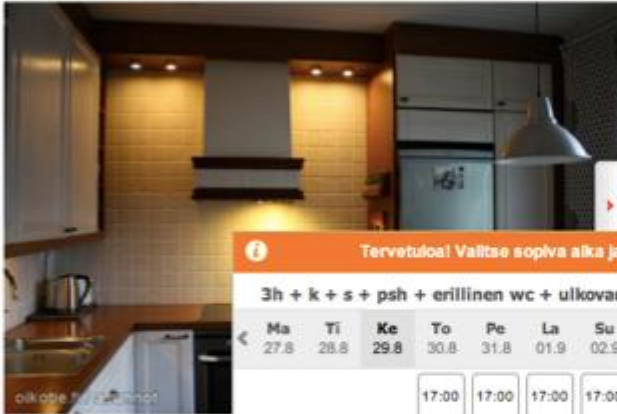 Tervetuloa! Valitse sopiva aika ja
3h + k + s + psh + erillinen wc + ulkovar
Ma Ti Ke To Pe La Su
27.8 28.8 29.8 30.8 31.8 01.9 02.9
17:00 17:00 17:00 17:00